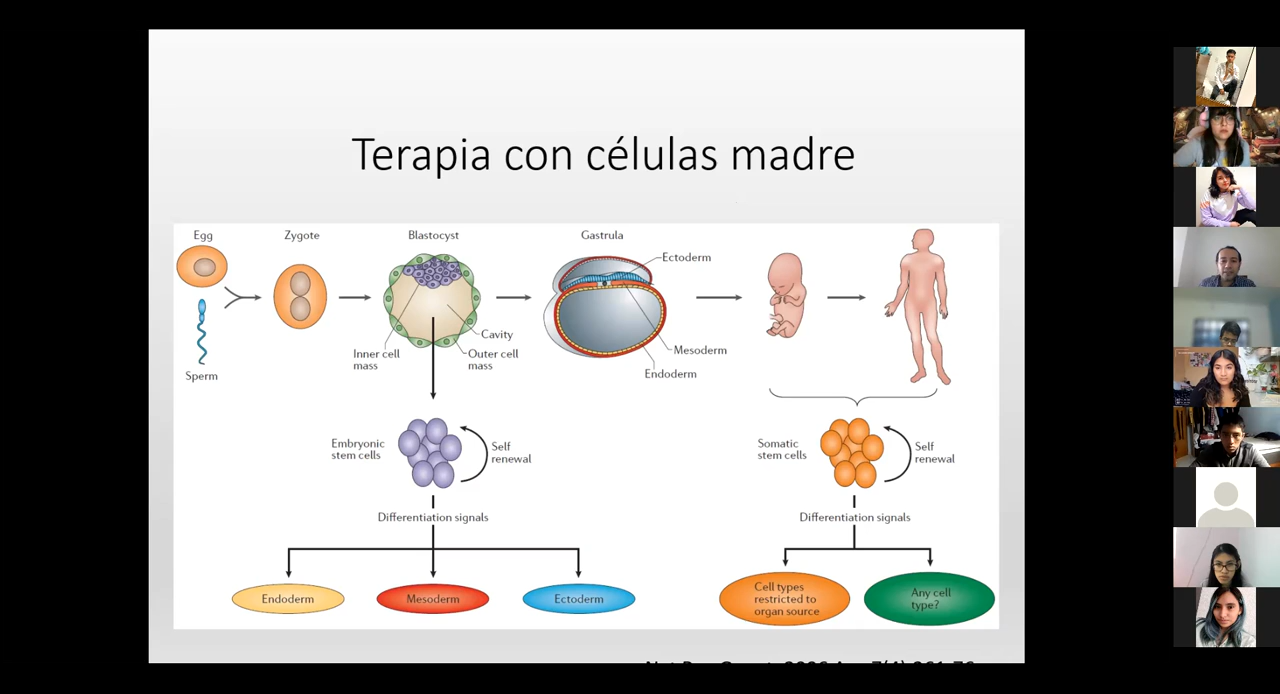 Terapia con células madre
Egg
Zygote
Blastocyst
Gastrula
Ectoderm
Cavity
Inner cell
mass
Outer cell
mass
Mesoderm
Endoderm
Sperm
Embryonic
stem cells
Self
renewal
Somatic
stem cells
Self
renewal
Differentiation signals
Differentiation signals
Endoderm
Mesoderm
Ectoderm
Cell types
restricted to
organ source
Any cell
type?